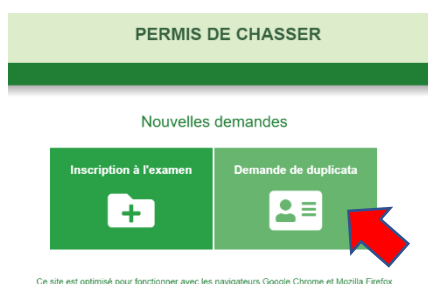 PERMIS DE CHASSER
Nouvelles demandes
Inscription à l'examen
Demande de duplicata
Ce site est optimisé pour fonctionner avec les navigateurs Google Chrome et Mozilla Firefox